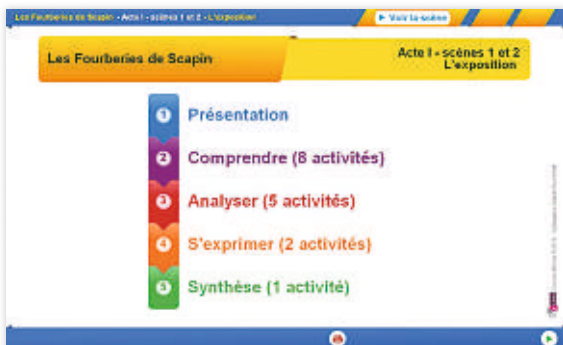 Les Fourberies de Scapin - Acte I - scènes 1 et 2 - L'exposition
Voir la scène
Les Fourberies de Scapin
Acte I - scènes 1 et 2
L'exposition
1 Présentation
2 Comprendre (8 activités)
3 Analyser (5 activités)
4 S'exprimer (2 activités)
5 Synthèse (1 activité)